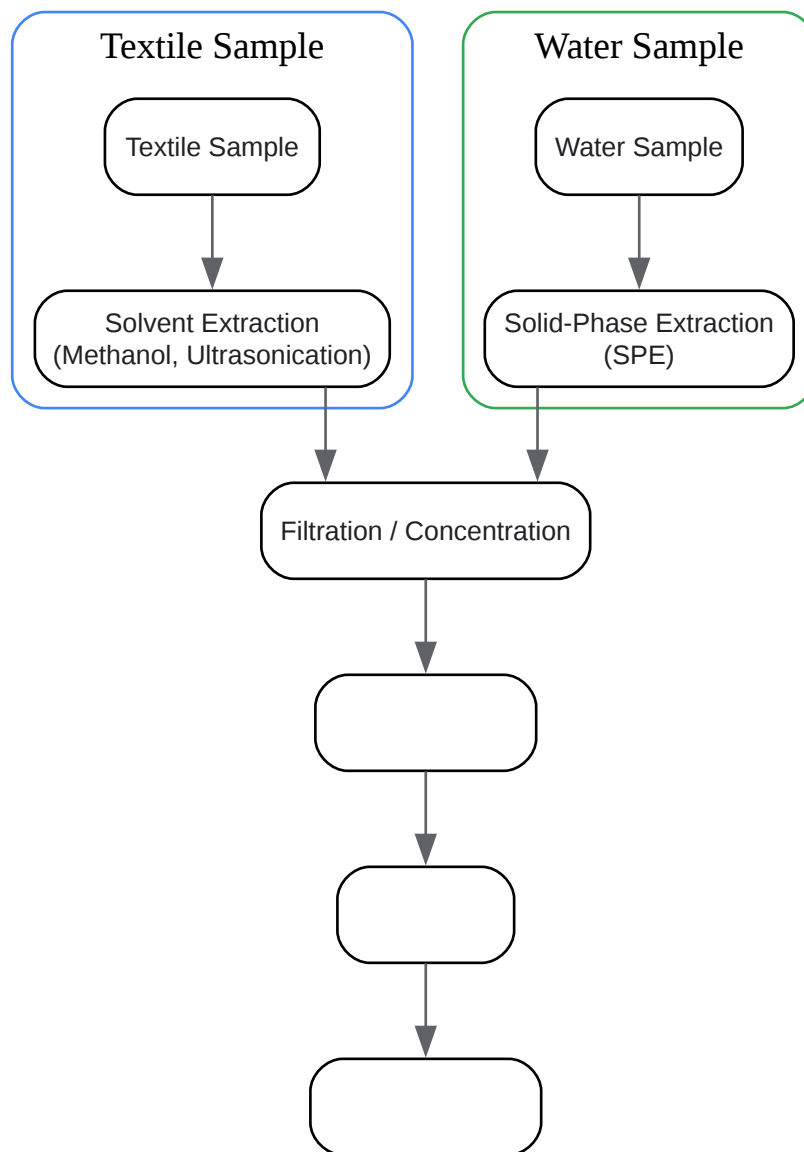 Textile Sample
Water Sample
Textile Sample
Water Sample
Solvent Extraction
(Methanol, Ultrasonication)
Solid-Phase Extraction
(SPE)
Filtration / Concentration